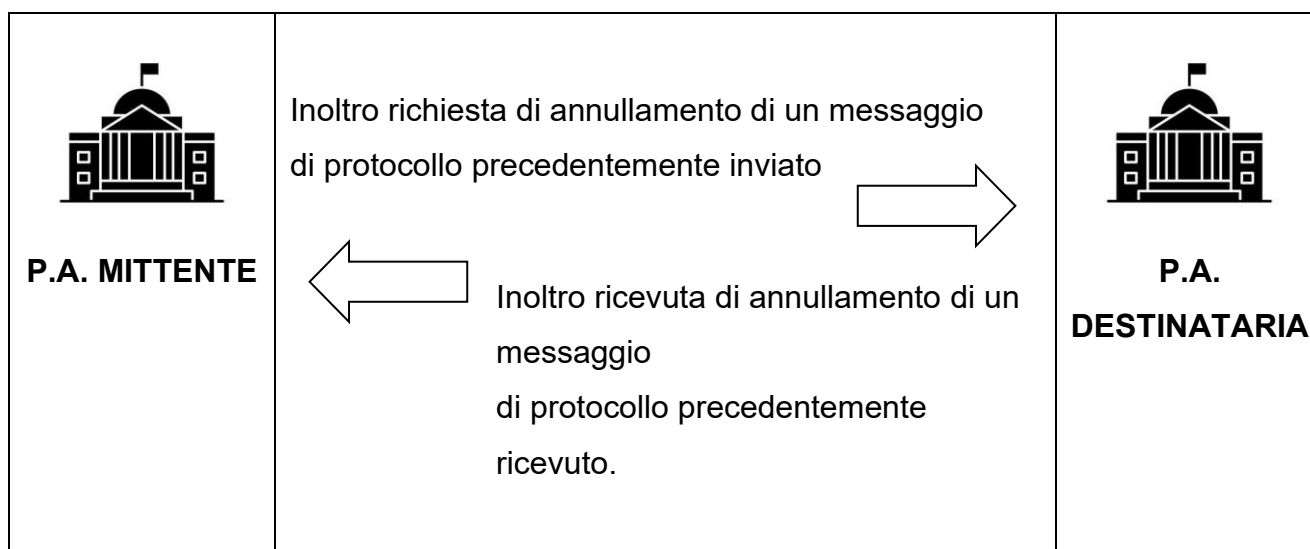 P.A. MITTENTE
Inoltro richiesta di annullamento di un messaggio
di protocollo precedentemente inviato
Inoltro ricevuta di annullamento di un
messaggio
di protocollo precedentemente
ricevuto.
P.A.
DESTINATARIA